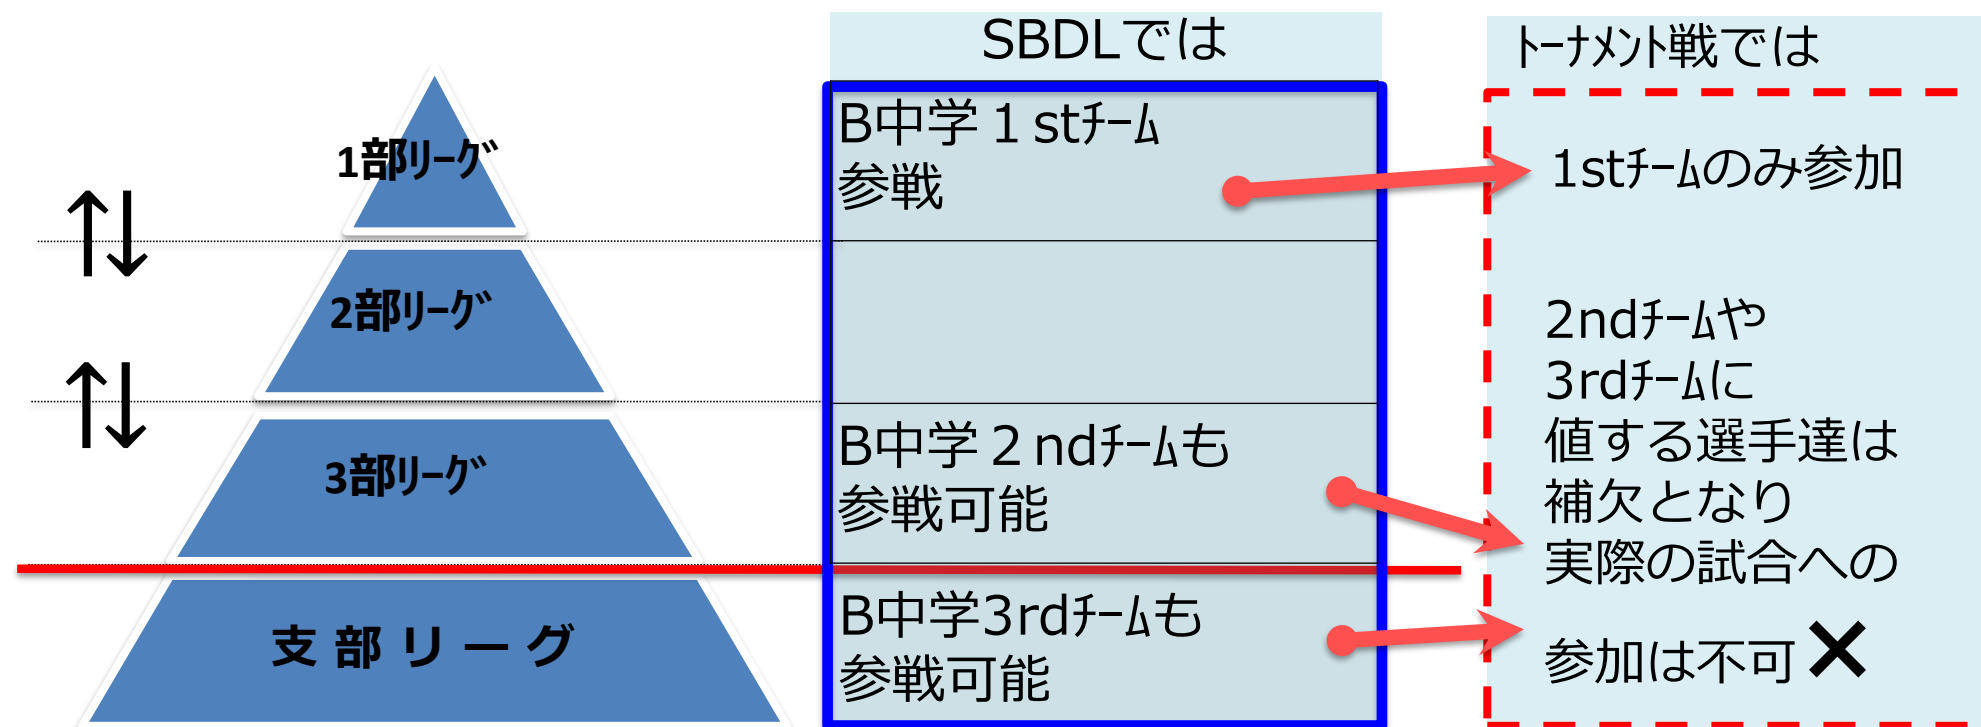 SBDLでは
トーナメント戦では
1部リーグ
2部リーグ
3部リーグ
支部リーグ
B中学１stチーム
参戦
B中学２ndチームも
参戦可能
B中学3rdチームも
参戦可能
1stチームのみ参加
2ndチームや
3rdチームに
値する選手達は
補欠となり
実際の試合への
参加は不可